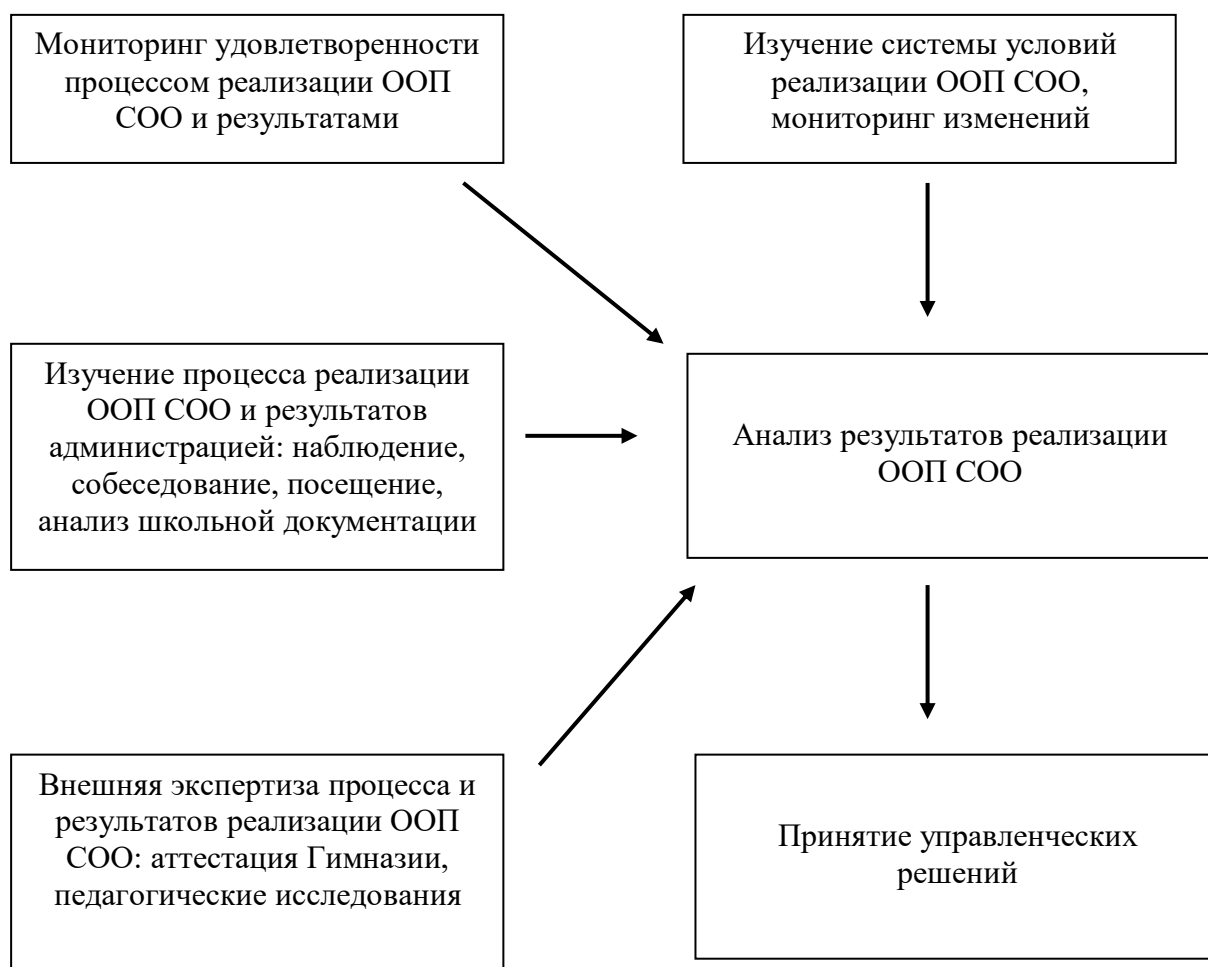 Мониторинг удовлетворенности
процессом реализации ООП
СОО и результатами
Изучение системы условий
реализации ООП СОО,
мониторинг изменений
Изучение процесса реализации
ООП СОО и результатов
администрацией: наблюдение,
собеседование, посещение,
анализ школьной документации
Анализ результатов реализации
ООП СОО
Внешняя экспертиза процесса и
результатов реализации ООП
СОО: аттестация Гимназии,
педагогические исследования
Принятие управленческих
решений